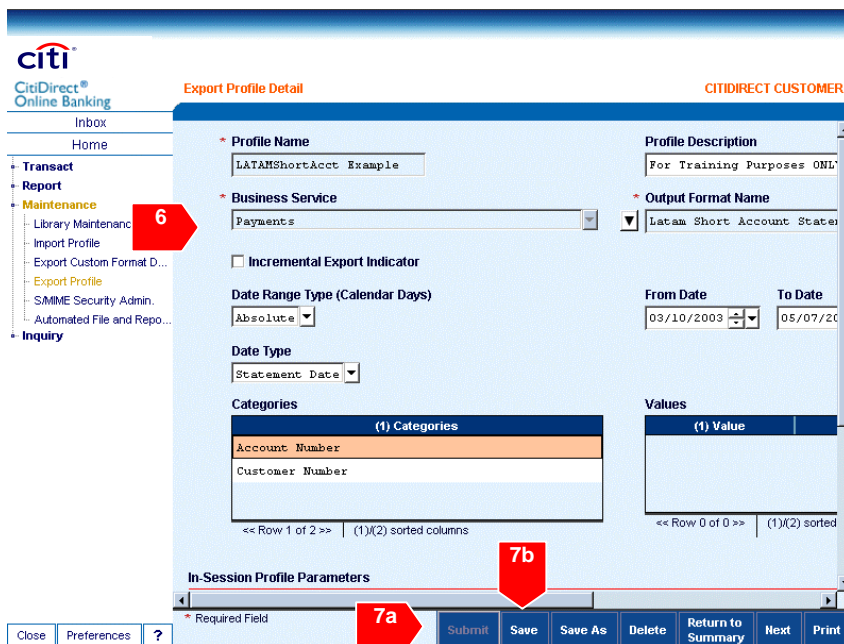 citi®
CitiDirect®
Online Banking
Export Profile Detail
CITIDIRECT CUSTOMER
Inbox
Home
Transact
Report
Maintenance
Library Maintenanc
Import Profile
Export Custom Format D...
Export Profile
S/MIME Security Admin.
Automated File and Repo...
Inquiry
6
* Profile Name
LATAMShortAcct Example
Profile Description
For Training Purposes ONL
* Business Service
Payments
* Output Format Name
Latam Short Account State
Incremental Export Indicator
Date Range Type (Calendar Days)
Absolute
From Date
03/10/2003
To Date
05/07/20
Date Type
Statement Date
Categories
(1) Categories
Account Number
Customer Number
<< Row 1 of 2 >> (1)/(2) sorted columns
Values
(1) Value
<< Row 0 of 0 >> (1)/(2) sorted
In-Session Profile Parameters
7b
* Required Field
7a
Close
Preferences
?
Submit
Save
Save As
Delete
Return to
Summary
Next
Print